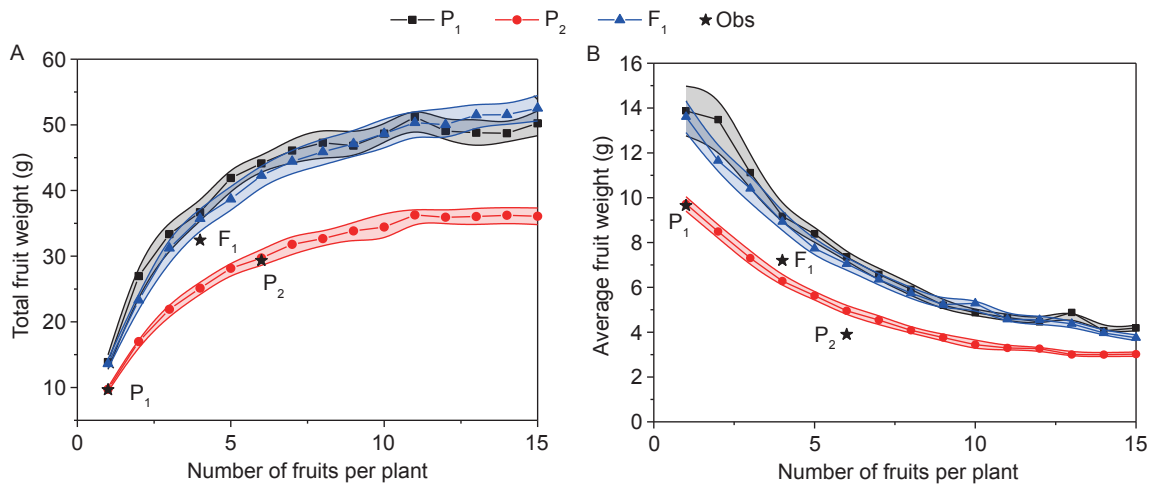 P₁ P₂ F₁ Obs
A
Total fruit weight (g)
60
50
40
30
20
10
F₁
P₂
P₁
0 5 10 15
Number of fruits per plant
B
Average fruit weight (g)
16
14
12
10
8
6
4
2
0
P₁
F₁
P₂
0 5 10 15
Number of fruits per plant